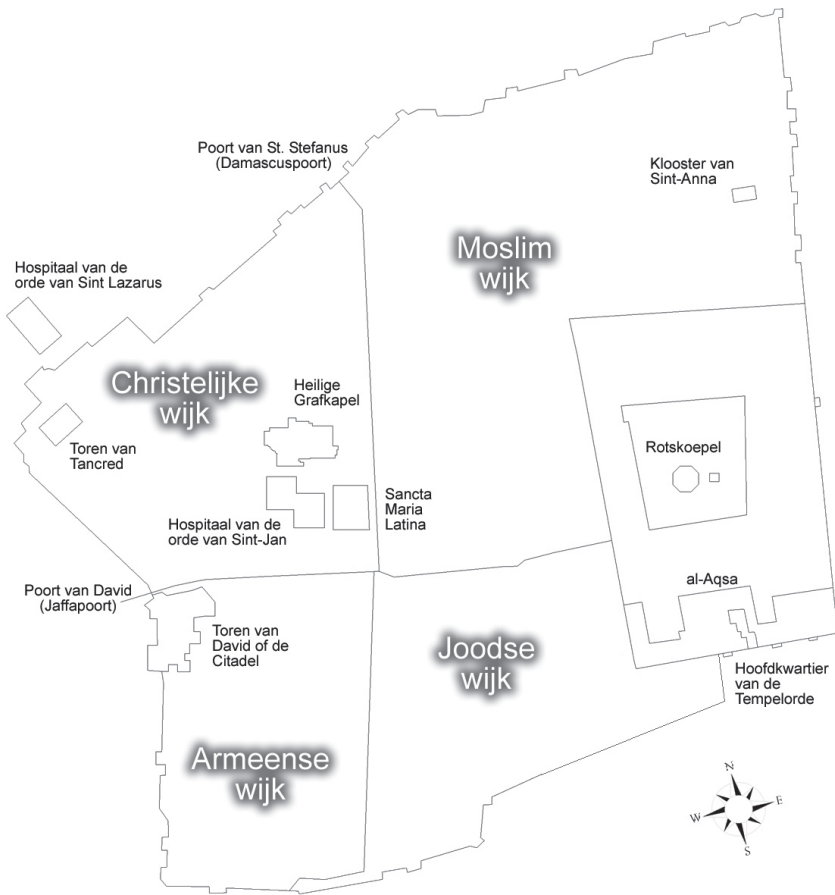 Poort van St. Stefanus
(Damascuspoort)
Klooster van
Sint-Anna
Moslim
wijk
Hospitaal van de
orde van Sint Lazarus
Christelijke
wijk
Heilige
Grafkapel
Toren van
Tancred
Rotskoepel
Sancta
Maria
Latina
Hospitaal van de
orde van Sint-Jan
Poort van David
(Jaffapoort)
al-Aqsa
Toren van
David of de
Citadel
Joodse
wijk
Hoofdkwartier
van de
Tempelorde
Armeense
wijk
N
E
W
S